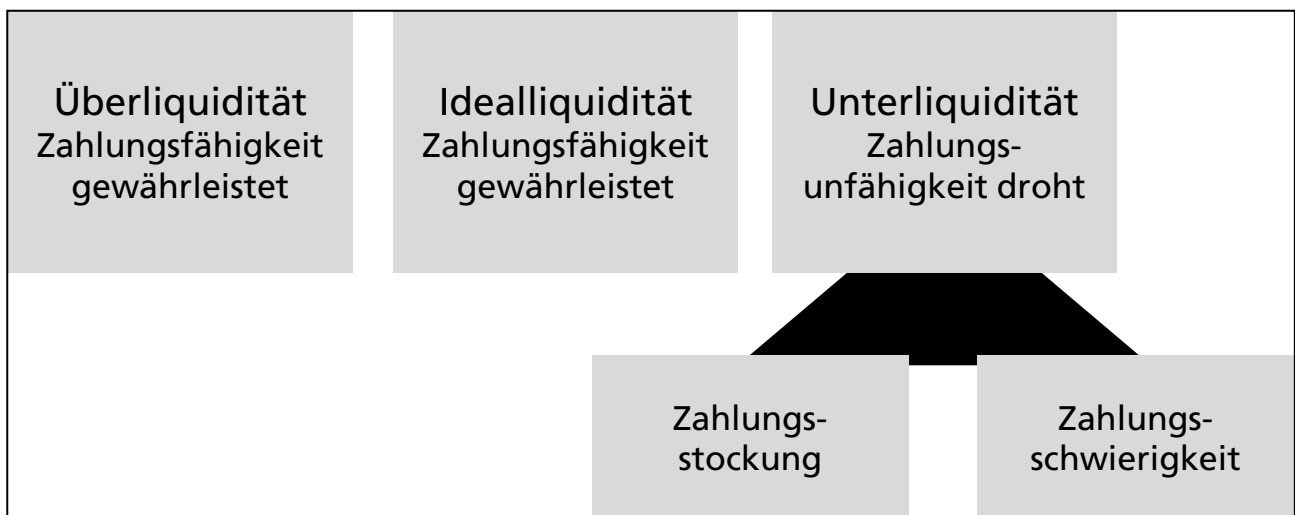 Überliquidität
Zahlungsfähigkeit
gewährleistet
Idealliquidität
Zahlungsfähigkeit
gewährleistet
Unterliquidität
Zahlungs-
unfähigkeit droht
Zahlungs-
stockung
Zahlungs-
schwierigkeit